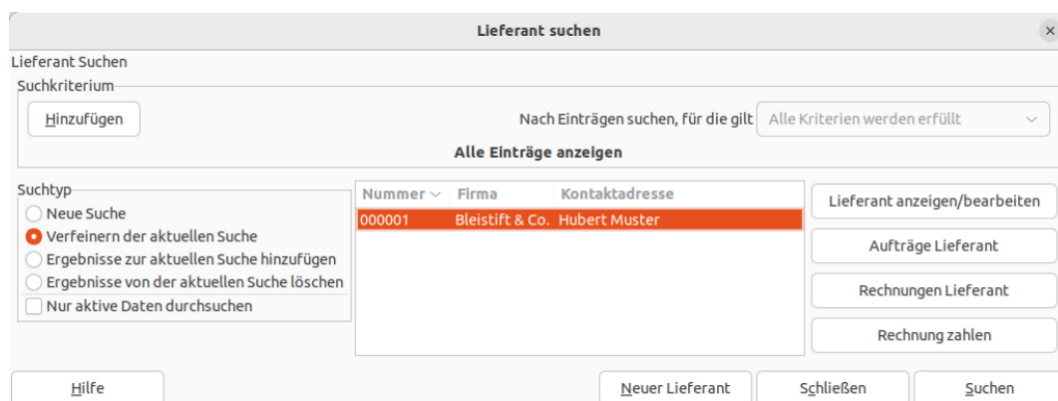 Lieferant suchen
Lieferant Suchen
Suchkriterium
Hinzufügen
Nach Einträgen suchen, für die gilt
Alle Kriterien werden erfüllt
Alle Einträge anzeigen
Suchtyp
Neue Suche
Verfeinern der aktuellen Suche
Ergebnisse zur aktuellen Suche hinzufügen
Ergebnisse von der aktuellen Suche löschen
Nur aktive Daten durchsuchen
Nummer Firma Kontaktadresse
000001 Bleistift & Co. Hubert Muster
Lieferant anzeigen/bearbeiten
Aufträge Lieferant
Rechnungen Lieferant
Rechnung zahlen
Hilfe
Neuer Lieferant
Schließen
Suchen